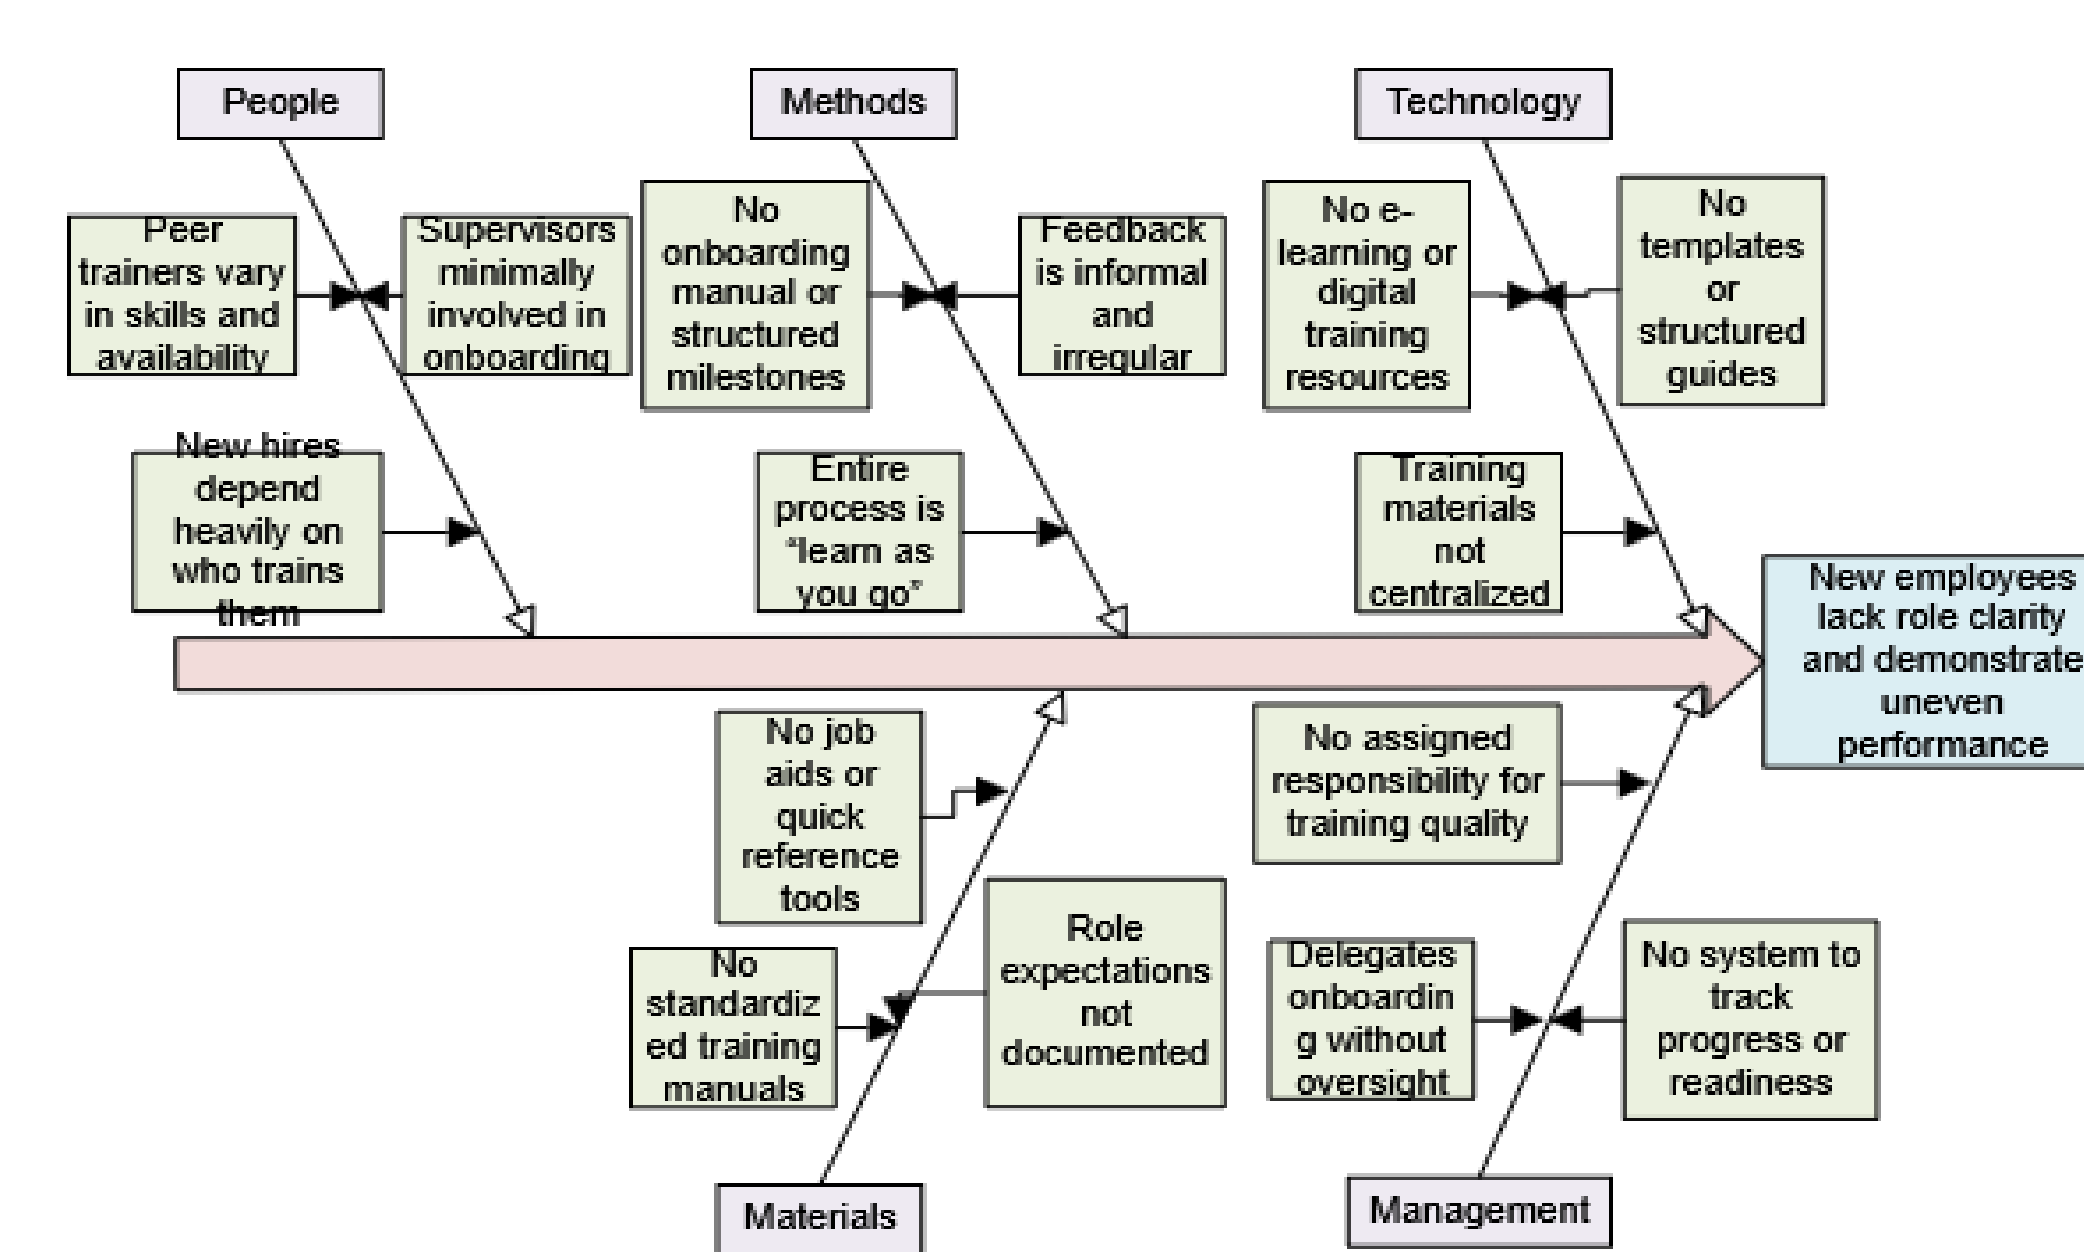 People
Methods
Technology
Peer
trainers vary
in skills and
availability
Supervisors
minimally
involved in
onboarding
No
onboarding
manual or
structured
milestones
Feedback
is informal
and
irregular
No e-
learning or
digital
training
resources
No
templates
or
structured
guides
New hires
depend
heavily on
who trains
them
Entire
process is
“learn as
you go”
Training
materials
not
centralized
New employees
lack role clarity
and demonstrate
uneven
performance
No job
aids or
quick
reference
tools
No assigned
responsibility for
training quality
No
standardiz
ed training
manuals
Role
expectations
not
documented
Delegates
onboardin
g without
oversight
No system to
track
progress or
readiness
Materials
Management